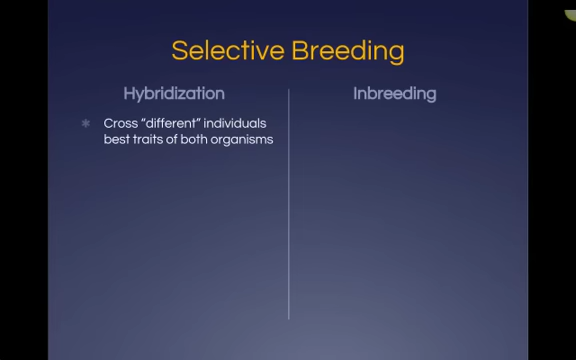 Selective Breeding
Hybridization
Inbreeding
Cross "different" individuals
best traits of both organisms